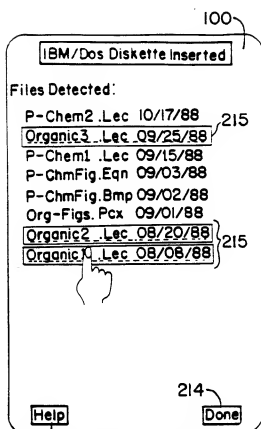 100
IBM/Dos Diskette Inserted
Files Detected:
P-Chem2 .Lec 10/17/88
215
Organic3 .Lec 09/25/88
P-Chem1 .Lec 09/15/88
P-ChmFig.Eqn 09/03/88
P-ChmFig.Bmp 09/02/88
Org-Figs.Pcx 09/01/88
Organic2 .Lec 08/20/88
215
Organic1 .Lec 08/08/88
214
Help
Done